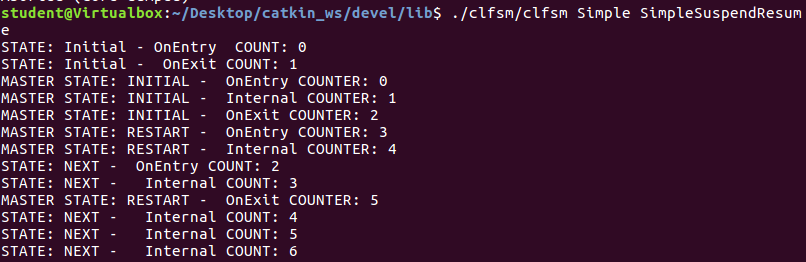 student@Virtualbox:~/Desktop/catkin_ws/devel/lib$ ./clfsm/clfsm Simple SimpleSuspendResum
e
STATE: Initial - OnEntry  COUNT: 0
STATE: Initial -  OnExit COUNT: 1
MASTER STATE: INITIAL -  OnEntry COUNTER: 0
MASTER STATE: INITIAL -  Internal COUNTER: 1
MASTER STATE: INITIAL -  OnExit COUNTER: 2
MASTER STATE: RESTART -  OnEntry COUNTER: 3
MASTER STATE: RESTART -  Internal COUNTER: 4
STATE: NEXT -  OnEntry COUNT: 2
STATE: NEXT -   Internal COUNT: 3
MASTER STATE: RESTART -  OnExit COUNTER: 5
STATE: NEXT -   Internal COUNT: 4
STATE: NEXT -   Internal COUNT: 5
STATE: NEXT -   Internal COUNT: 6